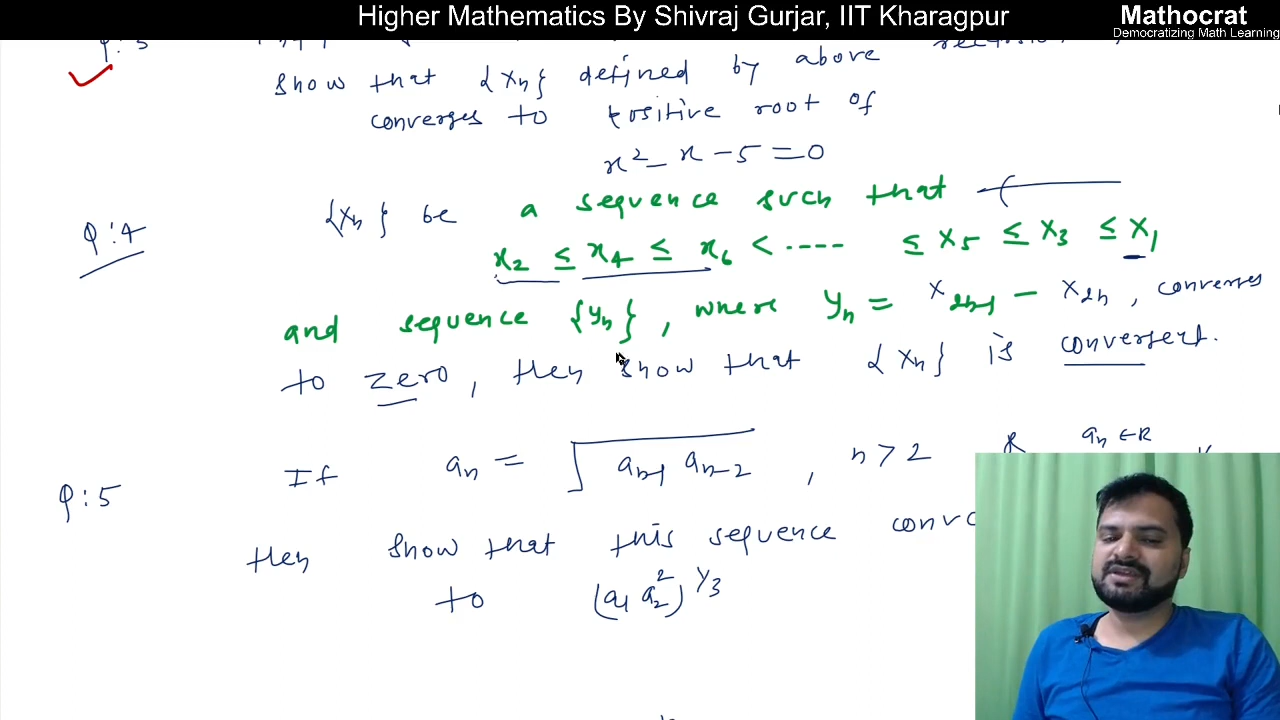 Higher Mathematics By Shivraj Gurjar, IIT Kharagpur
Mathocrat
Democratizing Math Learning
show that {xn} defined by above
converges to positive root of
x² - x - 5 = 0
Q:4 {xn} be a sequence such that
x2 ≤ x4 ≤ x6 < ---- ≤ x5 ≤ x3 ≤ x1
and sequence {yn}, where yn = x2n-1 - x2n, converges
to zero, then show that {xn} is convergent.
Q:5 If an = √(an-1 an-2), n > 2 & an ∈ R
then show that this sequence
to (a1 a2²)^1/3